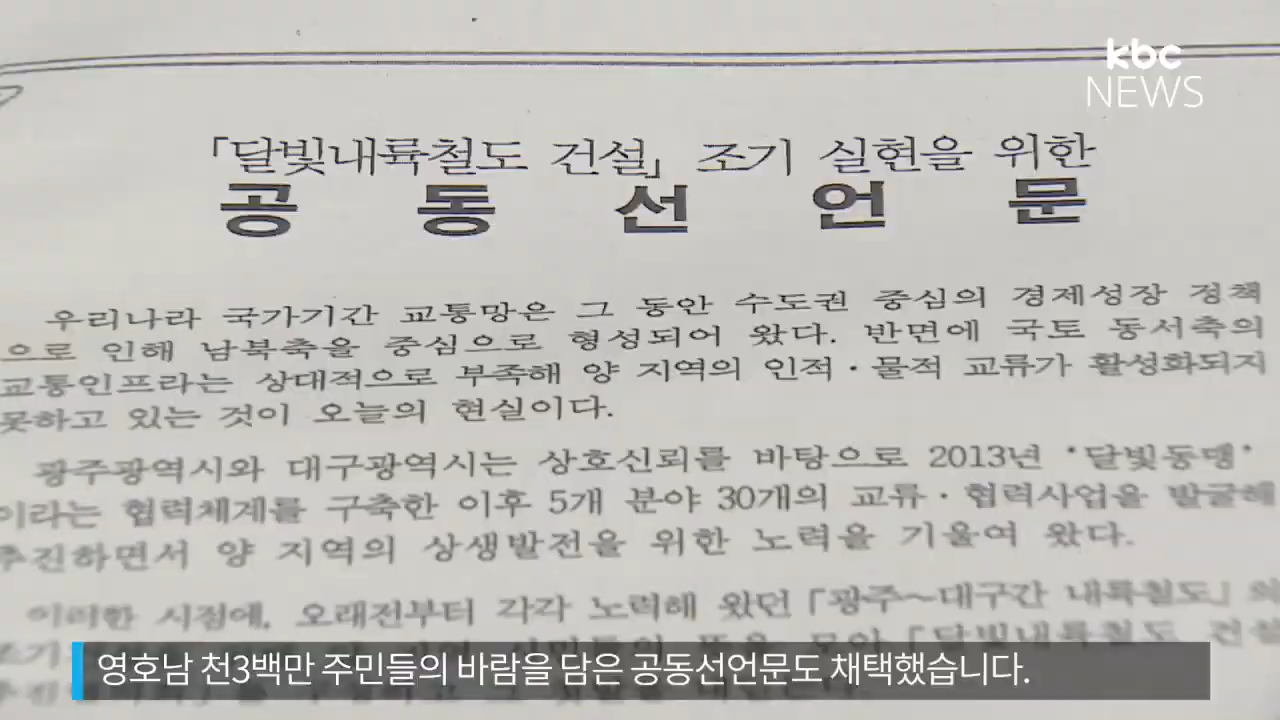 kbc
NEWS
「달빛내륙철도 건설」 조기 실현을 위한
공동선언문
우리나라 국가기간 교통망은 그 동안 수도권 중심의 경제성장 정책
으로 인해 남북축을 중심으로 형성되어 왔다. 반면에 국토 동서축의
교통인프라는 상대적으로 부족해 양 지역의 인적·물적 교류가 활성화되지
못하고 있는 것이 오늘의 현실이다.
광주광역시와 대구광역시는 상호신뢰를 바탕으로 2013년 '달빛동맹'
이라는 협력체계를 구축한 이후 5개 분야 30개의 교류·협력사업을 발굴해
추진하면서 양 지역의 상생발전을 위한 노력을 기울여 왔다.
이러한 시점에, 오래전부터 각각 노력해 왔던 「광주~대구간 내륙철도」의
영호남 천3백만 주민들의 바람을 담은 공동선언문도 채택했습니다.